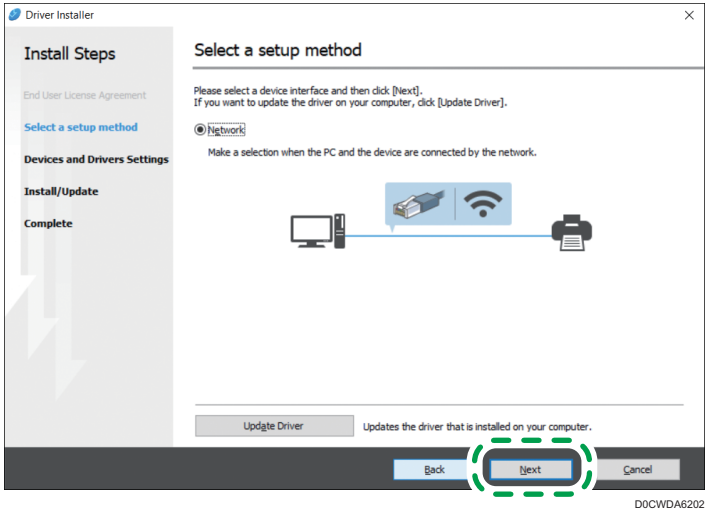 Driver Installer
Install Steps
End User License Agreement
Select a setup method
Devices and Drivers Settings
Install/Update
Complete
Select a setup method
Please select a device interface and then click [Next].
If you want to update the driver on your computer, click [Update Driver].
Network
Make a selection when the PC and the device are connected by the network.
Update Driver
Updates the driver that is installed on your computer.
Back
Next
Cancel
D0CWDA6202